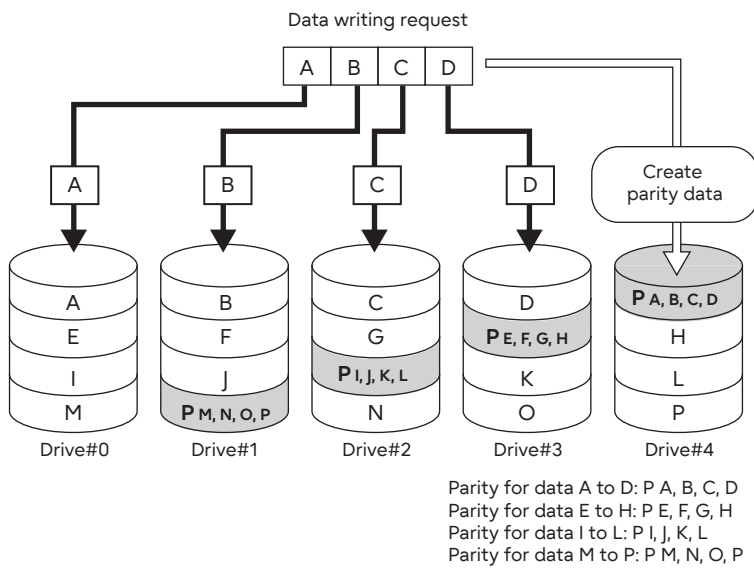 Data writing request
A B C D
A B C D
Create
parity data
A B C D P A, B, C, D
E F G P E, F, G, H H
I J P I, J, K, L K L
M P M, N, O, P N O P
Drive#0 Drive#1 Drive#2 Drive#3 Drive#4
Parity for data A to D: P A, B, C, D
Parity for data E to H: P E, F, G, H
Parity for data I to L: P I, J, K, L
Parity for data M to P: P M, N, O, P